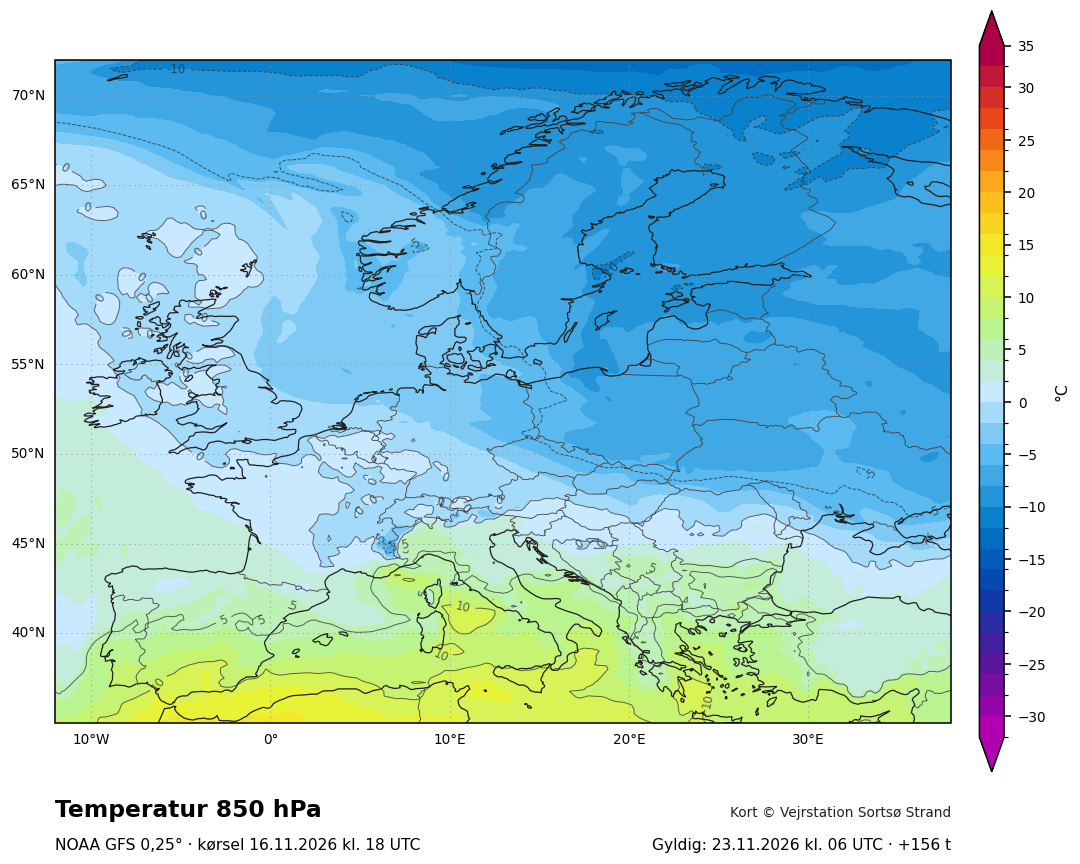 70°N
65°N
60°N
55°N
50°N
45°N
40°N
10°W 0° 10°E 20°E 30°E
35
30
25
20
15
10
5
0
−5
−10
−15
−20
−25
−30
°C
Temperatur 850 hPa
Kort © Vejrstation Sortsø Strand
NOAA GFS 0,25° · kørsel 16.11.2026 kl. 18 UTC
Gyldig: 23.11.2026 kl. 06 UTC · +156 t